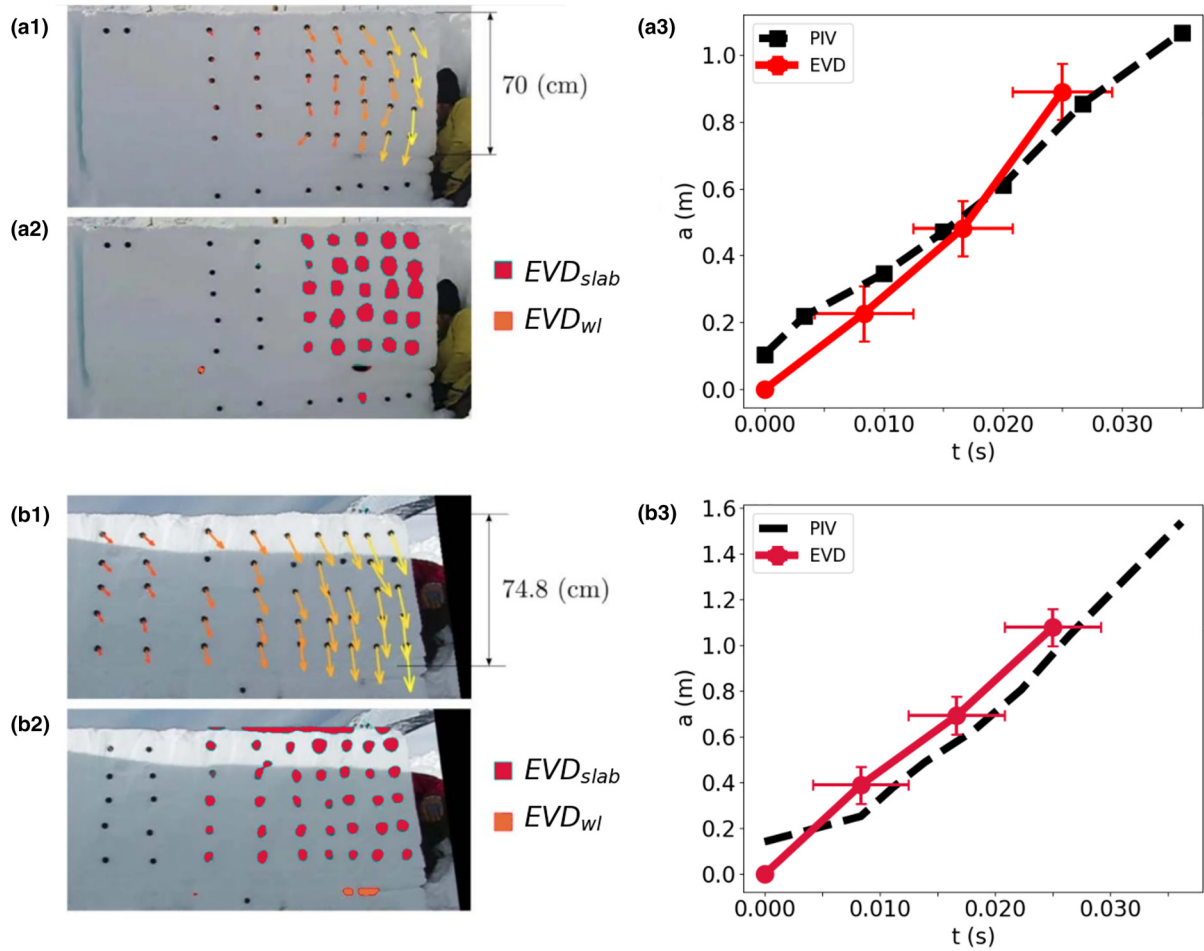 (a1)
70 (cm)
(a2)
EVDslab
EVDwl
(a3)
PIV
EVD
1.0
0.8
0.6
0.4
0.2
0.0
a (m)
0.000 0.010 0.020 0.030
t (s)
(b1)
74.8 (cm)
(b2)
EVDslab
EVDwl
(b3)
PIV
EVD
1.6
1.4
1.2
1.0
0.8
0.6
0.4
0.2
0.0
a (m)
0.000 0.010 0.020 0.030
t (s)